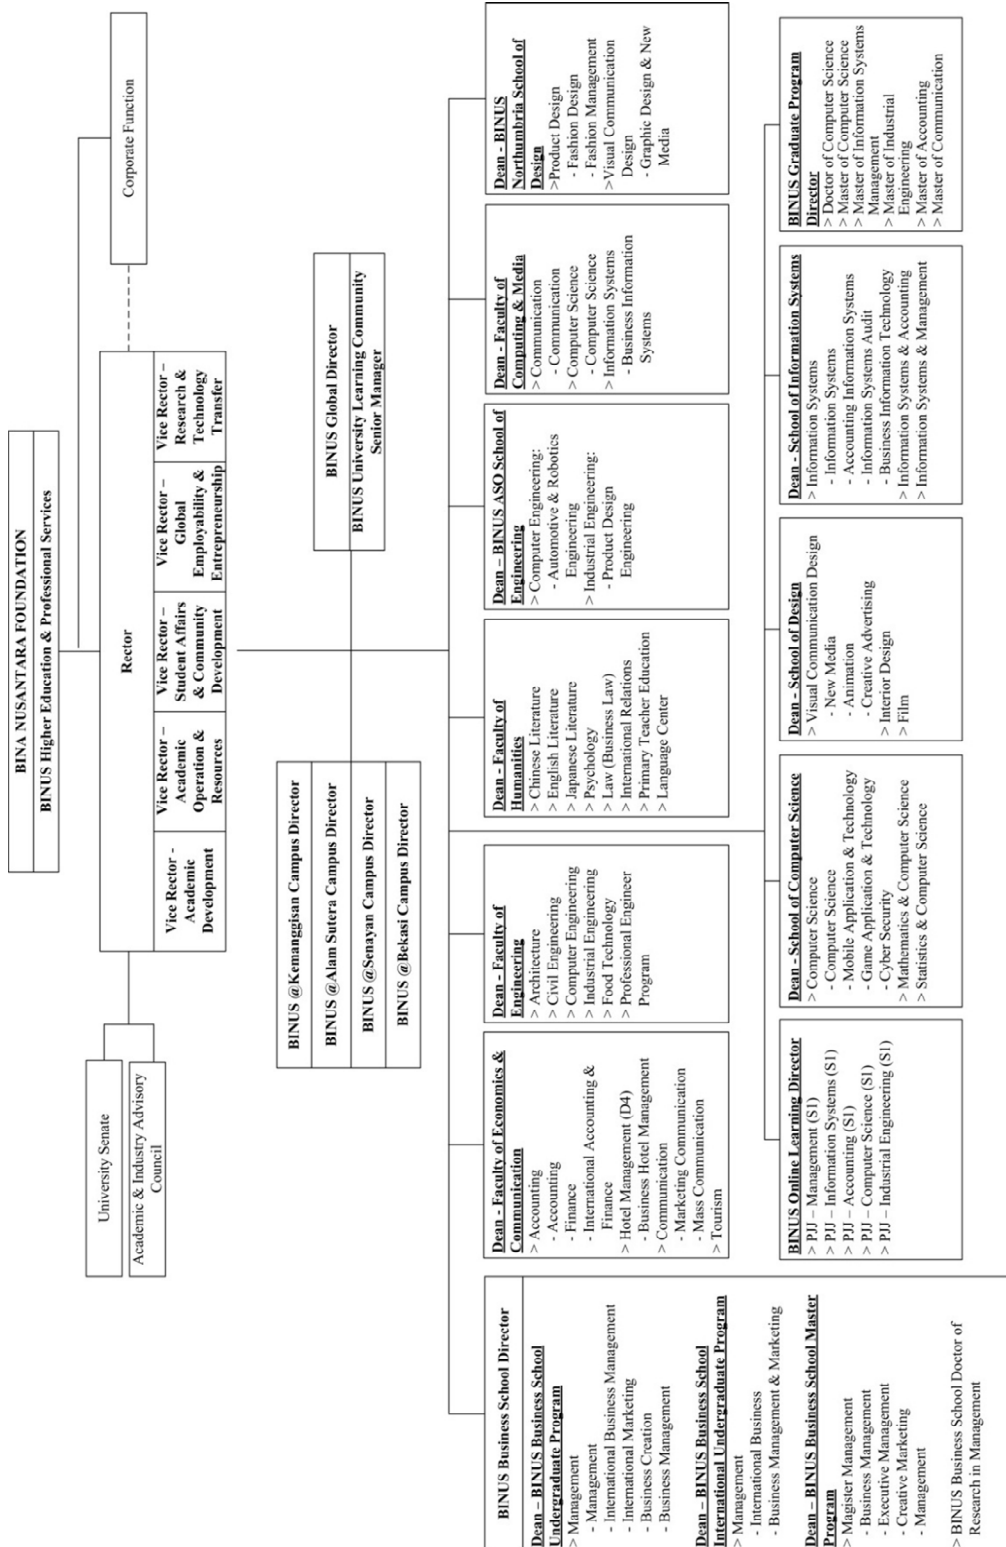 BINA NUSANTARA FOUNDATION
BINUS Higher Education & Professional Services
Corporate Function
Rector
Vice Rector -
Academic
Development
Vice Rector –
Academic
Operation &
Resources
Vice Rector –
Student Affairs
& Community
Development
Vice Rector –
Global
Employability &
Entrepreneurship
Vice Rector –
Research &
Technology
Transfer
University Senate
Academic & Industry Advisory
Council
BINUS @Kemanggisan Campus Director
BINUS @Alam Sutera Campus Director
BINUS @Senayan Campus Director
BINUS @Bekasi Campus Director
BINUS Global Director
BINUS University Learning Community
Senior Manager
BINUS Business School Director
Dean – BINUS Business School
Undergraduate Program
> Management
- Management
- International Business Management
- International Marketing
- Business Creation
- Business Management
Dean – BINUS Business School
International Undergraduate Program
> Management
- International Business
- Business Management & Marketing
Dean – BINUS Business School Master
Program
> Magister Management
- Business Management
- Executive Management
- Creative Marketing
- Management
> BINUS Business School Doctor of
Research in Management
Dean - Faculty of Economics &
Communication
> Accounting
- Accounting
- Finance
- International Accounting &
Finance
> Hotel Management (D4)
- Business Hotel Management
> Communication
- Marketing Communication
- Mass Communication
> Tourism
Dean - Faculty of
Engineering
> Architecture
> Civil Engineering
> Computer Engineering
> Industrial Engineering
> Food Technology
> Professional Engineer
Program
Dean - Faculty of
Humanities
> Chinese Literature
> English Literature
> Japanese Literature
> Psychology
> Law (Business Law)
> International Relations
> Primary Teacher Education
> Language Center
Dean – BINUS ASO School of
Engineering
> Computer Engineering:
- Automotive & Robotics
Engineering
> Industrial Engineering:
- Product Design
Engineering
Dean - Faculty of
Computing & Media
> Communication
- Communication
> Computer Science
- Computer Science
> Information Systems
- Business Information
Systems
Dean - BINUS
Northumbria School of
Design
>Product Design
- Fashion Design
- Fashion Management
>Visual Communication
Design
- Graphic Design & New
Media
BINUS Online Learning Director
> PJJ – Management (S1)
> PJJ – Information Systems (S1)
> PJJ – Accounting (S1)
> PJJ – Computer Science (S1)
> PJJ – Industrial Engineering (S1)
Dean - School of Computer Science
> Computer Science
- Computer Science
- Mobile Application & Technology
- Game Application & Technology
- Cyber Security
> Mathematics & Computer Science
> Statistics & Computer Science
Dean - School of Design
> Visual Communication Design
- New Media
- Animation
- Creative Advertising
> Interior Design
> Film
Dean - School of Information Systems
> Information Systems
- Information Systems
- Accounting Information Systems
- Information Systems Audit
- Business Information Technology
> Information Systems & Accounting
> Information Systems & Management
BINUS Graduate Program
Director
> Doctor of Computer Science
> Master of Computer Science
> Master of Information Systems
Management
> Master of Industrial
Engineering
> Master of Accounting
> Master of Communication